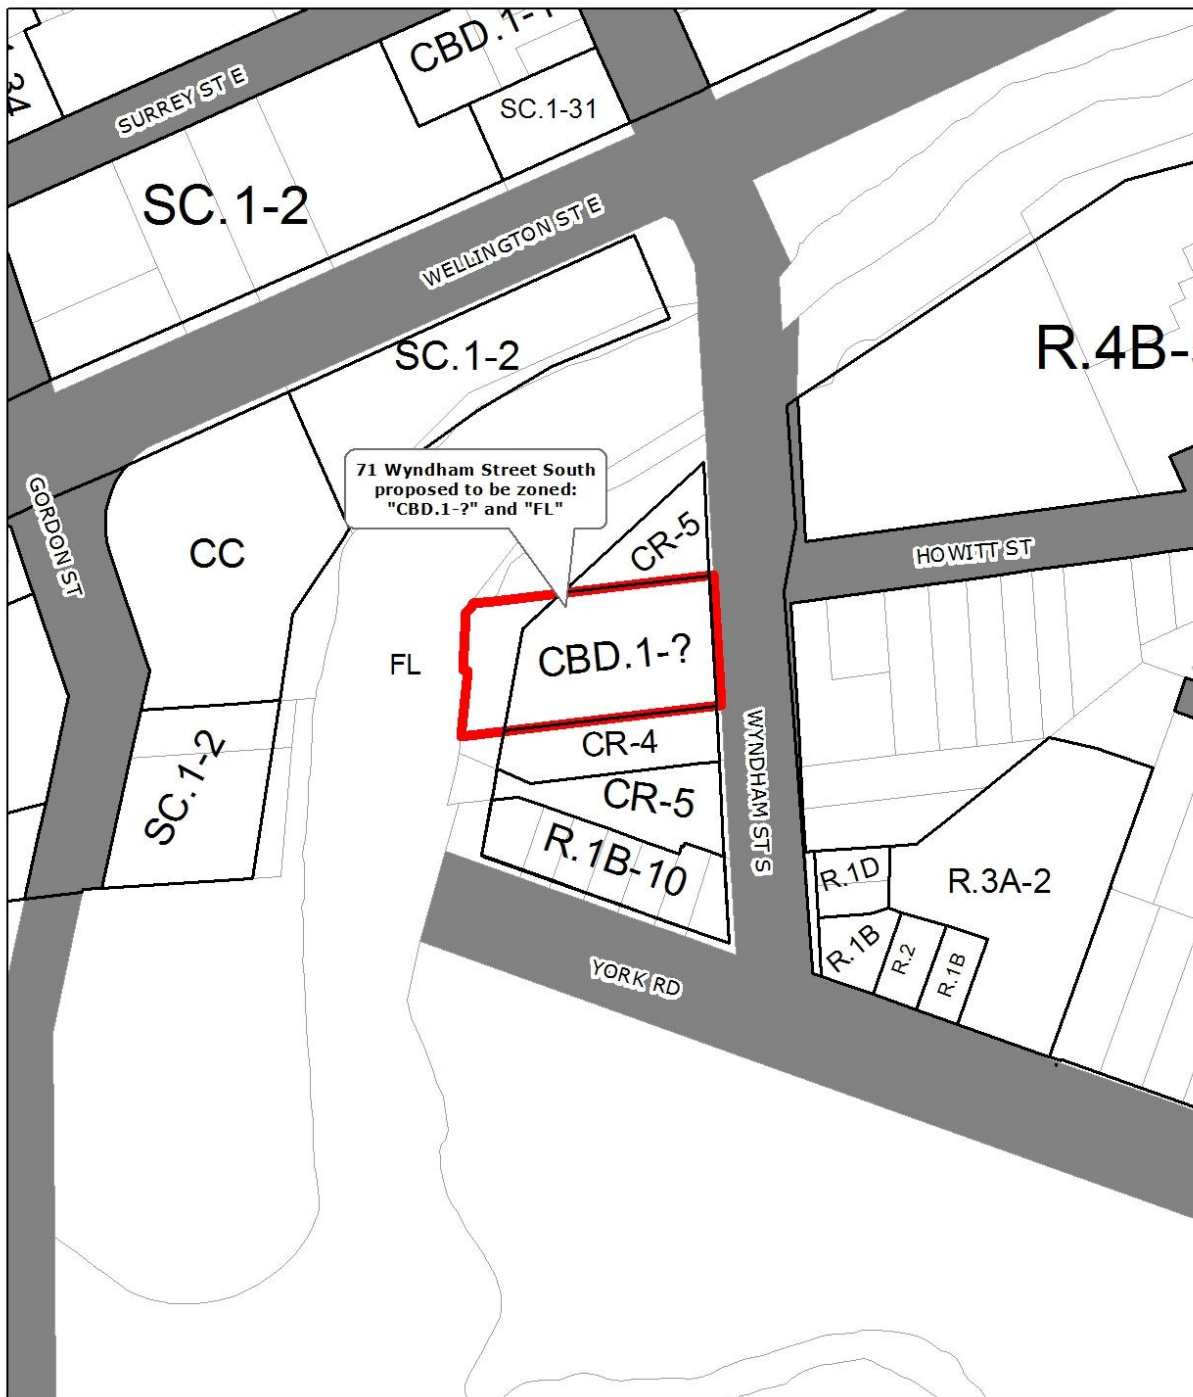 CBD.1-
34
SURREY ST E
SC.1-31
SC.1-2
WELLINGTON ST E
SC.1-2
R.4B-
71 Wyndham Street South
proposed to be zoned:
"CBD.1-?" and "FL"
GORDON ST
CC
CR-5
HOWITT ST
FL
CBD.1-?
CR-4
WYNDHAM ST S
SC.1-2
CR-5
R.1B-10
R.1D
R.3A-2
R.1B
R.2
R.1B
YORK RD